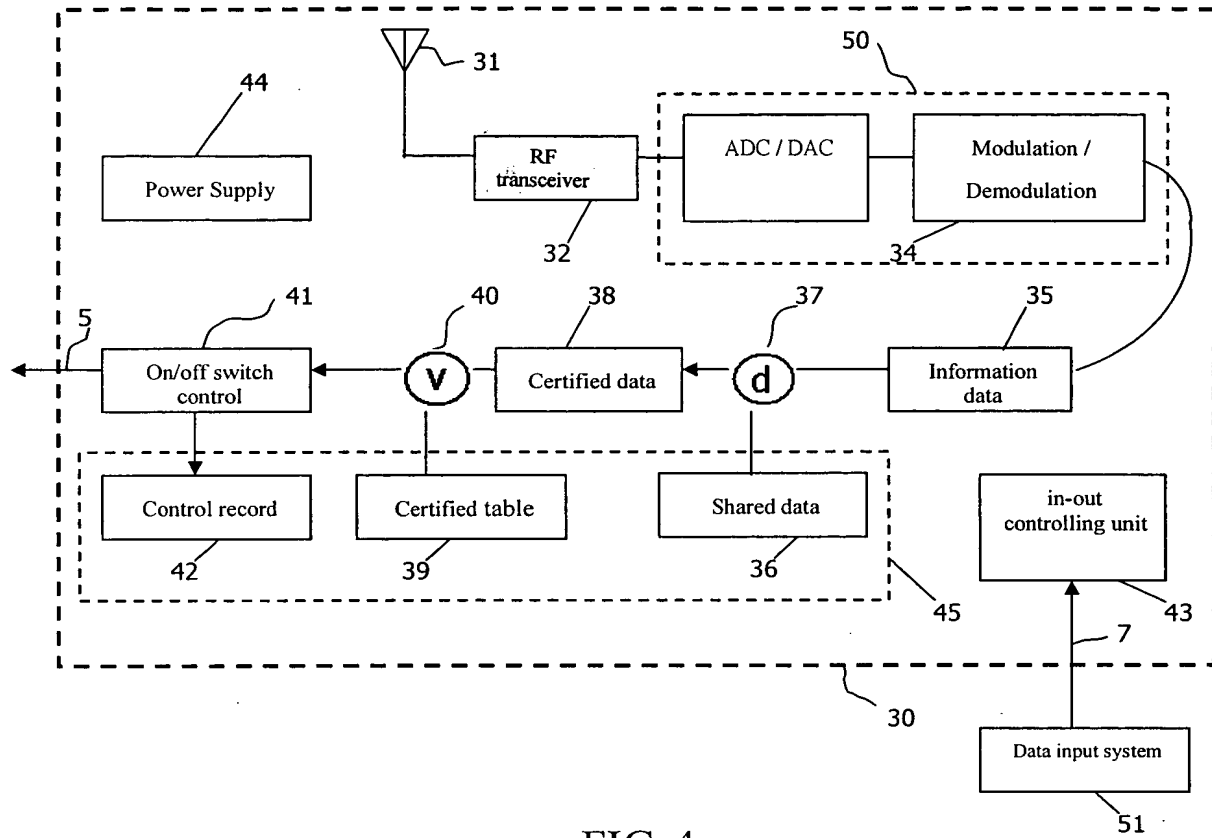 31
50
44
RF
transceiver
ADC / DAC
Modulation /
Demodulation
Power Supply
32
34
5
41
40
38
37
35
On/off switch
control
V
Certified data
d
Information
data
Control record
Certified table
Shared data
in-out
controlling unit
42
39
36
45
43
7
30
Data input system
51
FIG. 4